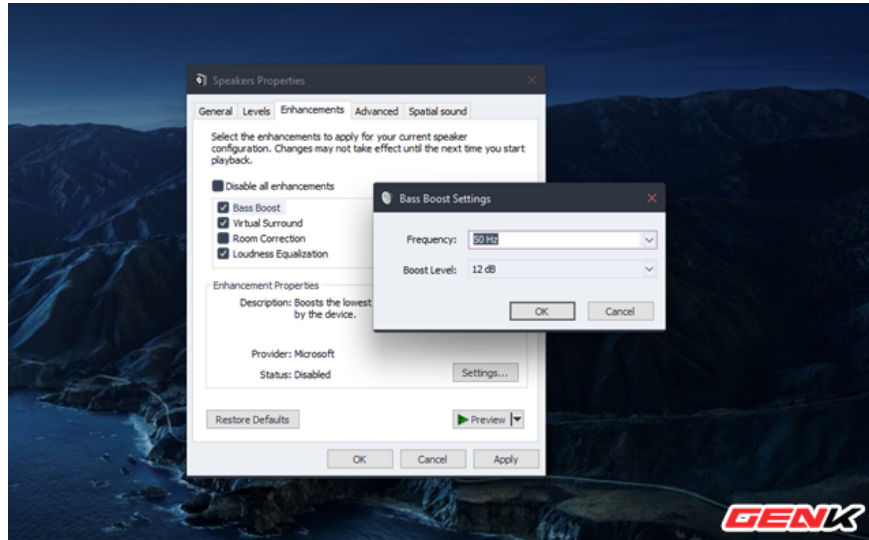 Speakers Properties
General Levels Enhancements Advanced Spatial sound
Select the enhancements to apply for your current speaker
configuration. Changes may not take effect until the next time you start
playback.
Disable all enhancements
Bass Boost
Virtual Surround
Room Correction
Loudness Equalization
Enhancement Properties
Description: Boosts the lowest
by the device.
Provider: Microsoft
Status: Disabled
Settings...
Restore Defaults
Preview
OK Cancel Apply
Bass Boost Settings
Frequency: 50 Hz
Boost Level: 12 dB
OK Cancel
GENK